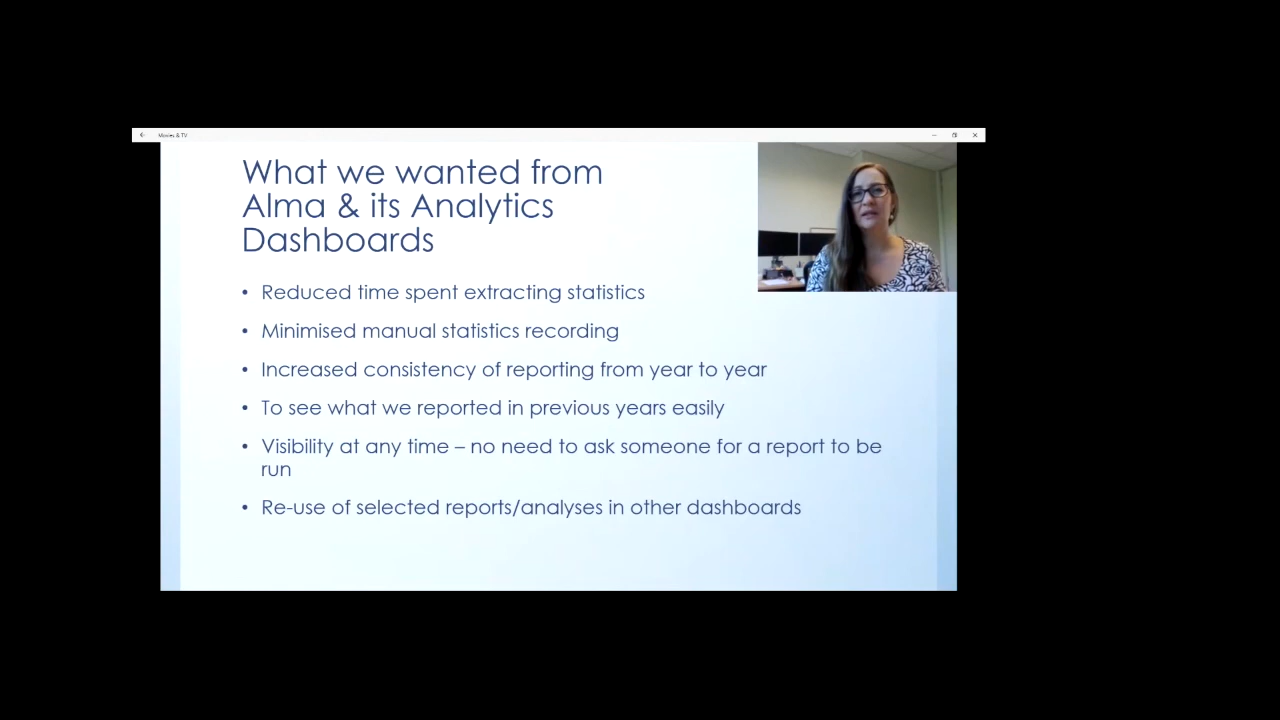 Movies & TV
What we wanted from
Alma & its Analytics
Dashboards
• Reduced time spent extracting statistics
• Minimised manual statistics recording
• Increased consistency of reporting from year to year
• To see what we reported in previous years easily
• Visibility at any time – no need to ask someone for a report to be
run
• Re-use of selected reports/analyses in other dashboards